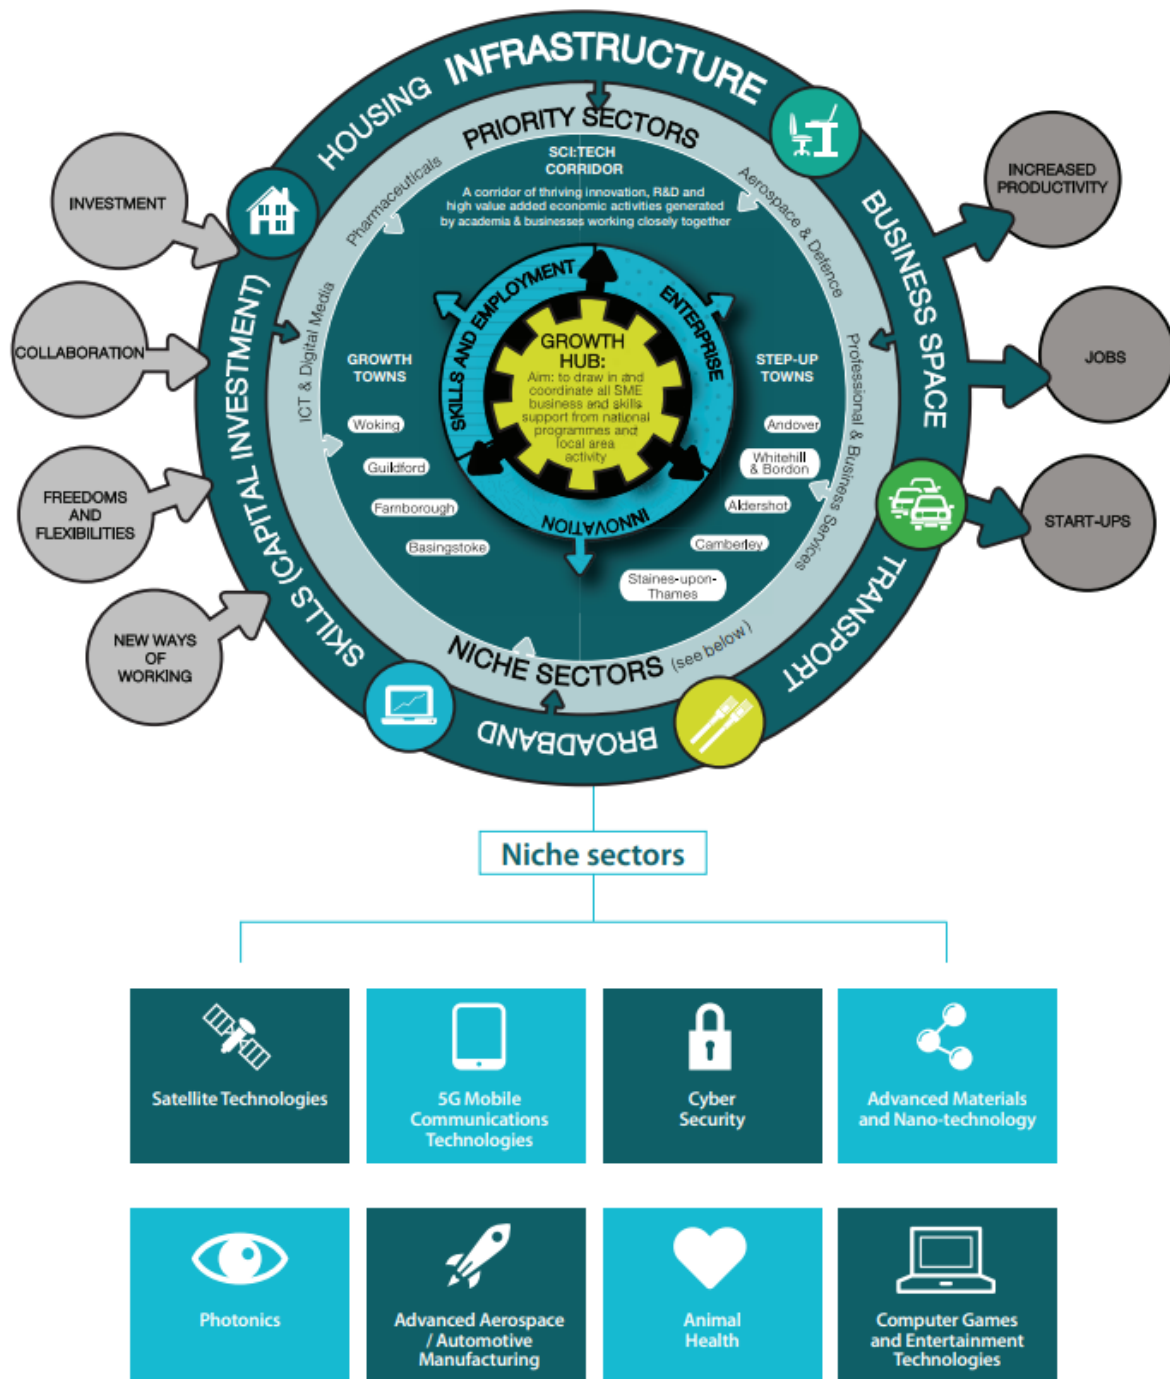 HOUSING INFRASTRUCTURE
BUSINESS SPACE
TRANSPORT
BROADBAND
SKILLS (CAPITAL INVESTMENT)
PRIORITY SECTORS
Pharmaceuticals
ICT & Digital Media
Aerospace & Defence
Professional & Business Services
NICHE SECTORS (see below)
SCI:TECH
CORRIDOR
A corridor of thriving innovation, R&D and
high value added economic activities generated
by academia & businesses working closely together
SKILLS AND EMPLOYMENT
ENTERPRISE
INNOVATION
GROWTH
HUB:
Aim: to draw in and
coordinate all SME
business and skills
support from national
programmes and
local area
activity
GROWTH
TOWNS
Woking
Guildford
Farnborough
Basingstoke
STEP-UP
TOWNS
Andover
Whitehill
& Bordon
Aldershot
Camberley
Staines-upon-
Thames
INVESTMENT
COLLABORATION
FREEDOMS
AND
FLEXIBILITIES
NEW WAYS
OF
WORKING
INCREASED
PRODUCTIVITY
JOBS
START-UPS
Niche sectors
Satellite Technologies
5G Mobile
Communications
Technologies
Cyber
Security
Advanced Materials
and Nano-technology
Photonics
Advanced Aerospace
/ Automotive
Manufacturing
Animal
Health
Computer Games
and Entertainment
Technologies